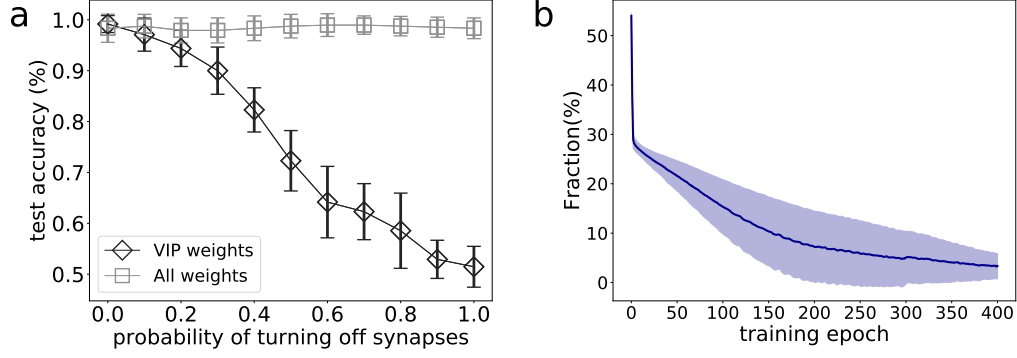 a
1.0
0.9
0.8
0.7
0.6
0.5
test accuracy (%)
VIP weights
All weights
0.0 0.2 0.4 0.6 0.8 1.0
probability of turning off synapses
b
50
40
30
20
10
0
Fraction(%)
0 50 100 150 200 250 300 350 400
training epoch